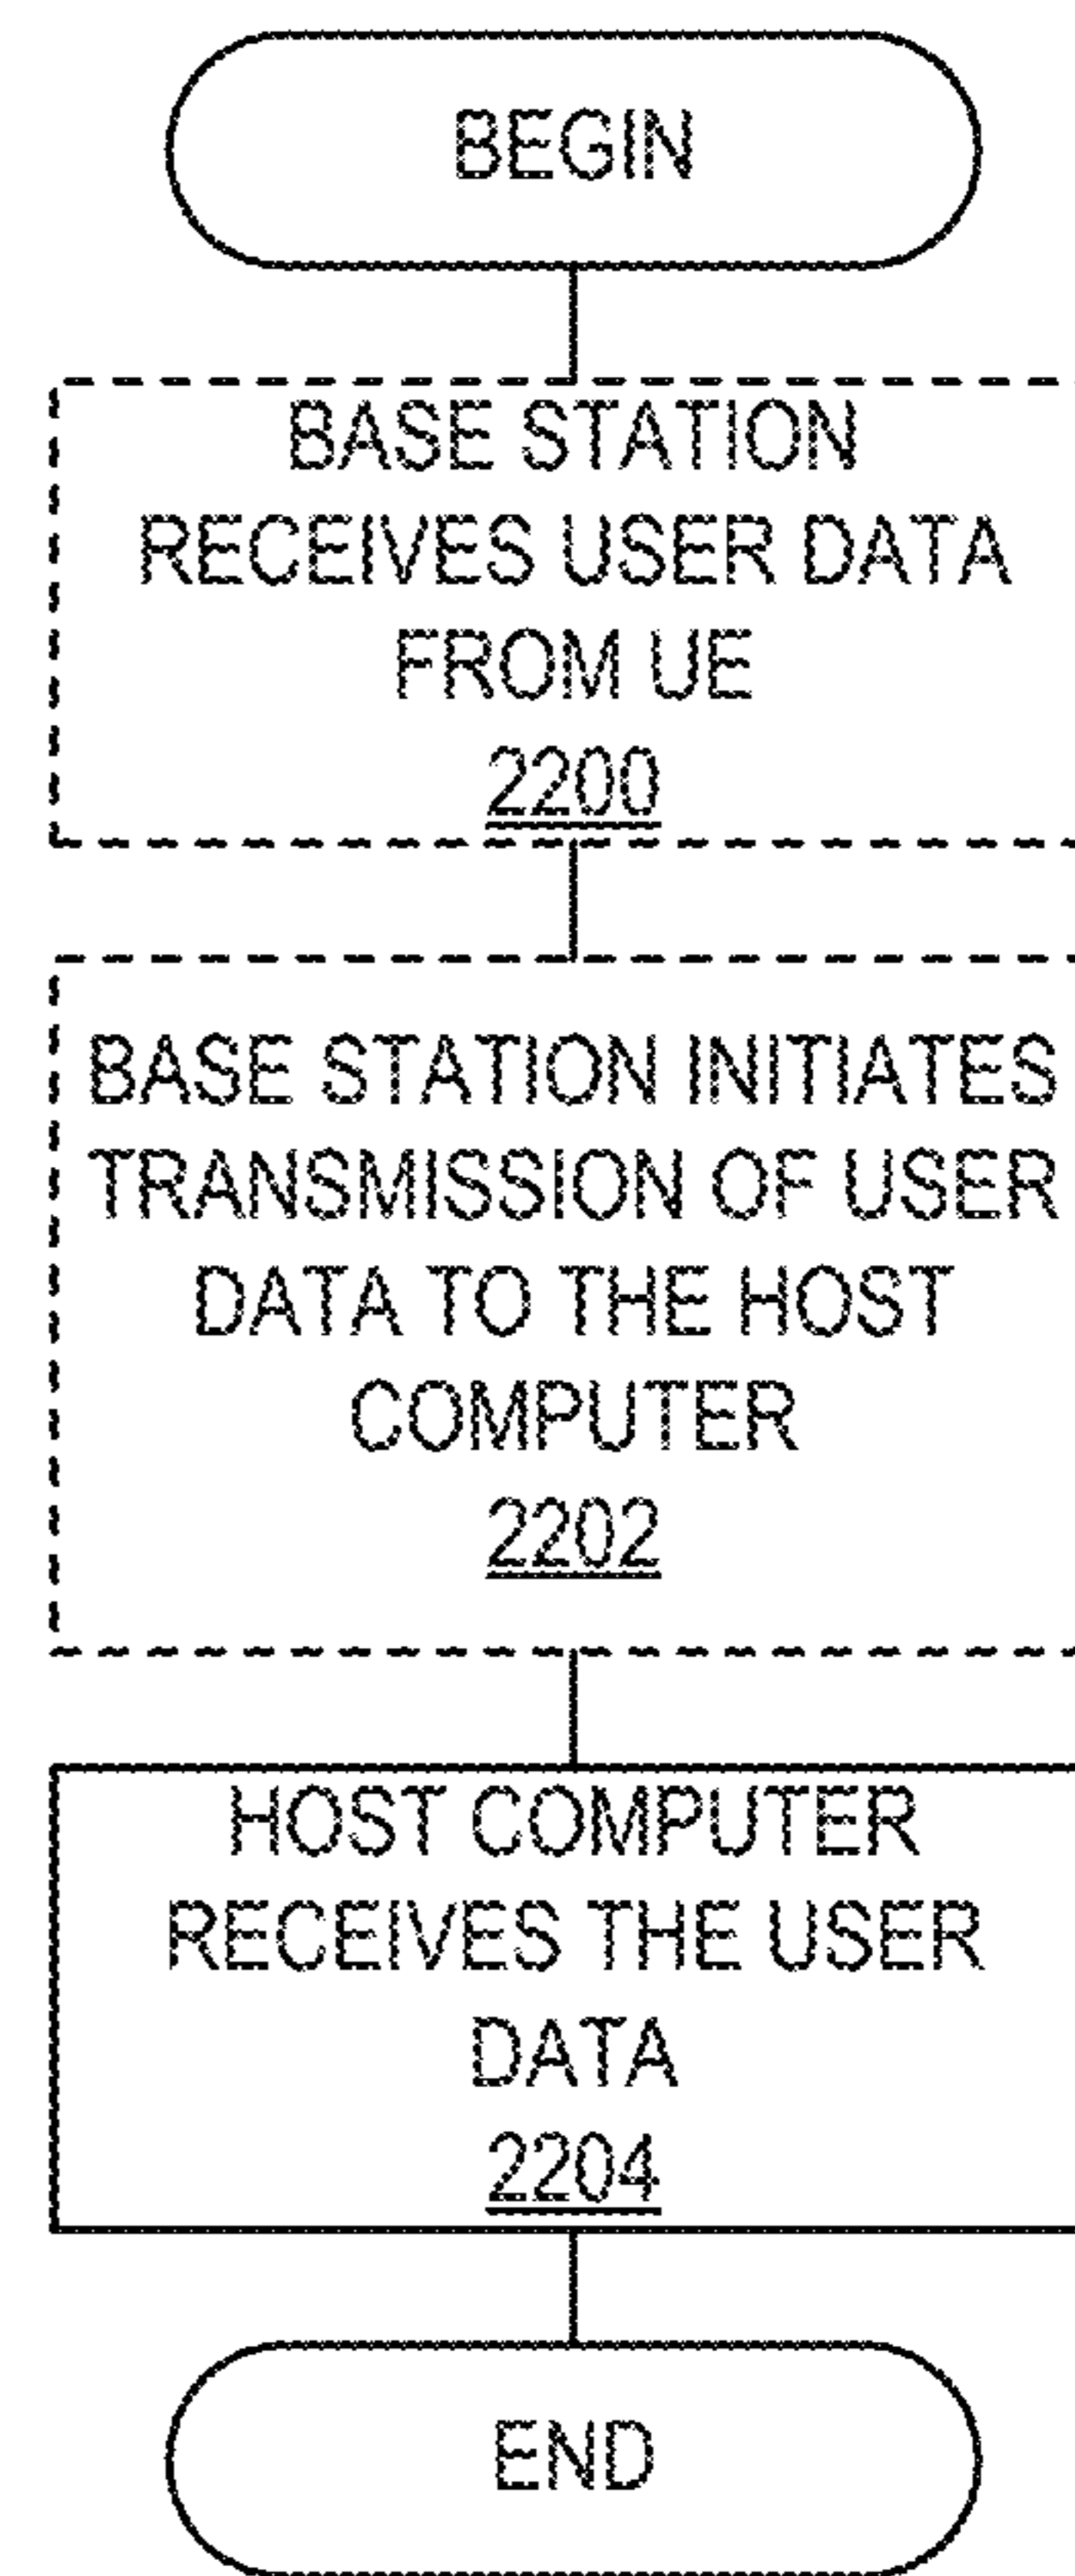 BEGIN
BASE STATION
RECEIVES USER DATA
FROM UE
2200
BASE STATION INITIATES
TRANSMISSION OF USER
DATA TO THE HOST
COMPUTER
2202
HOST COMPUTER
RECEIVES THE USER
DATA
2204
END